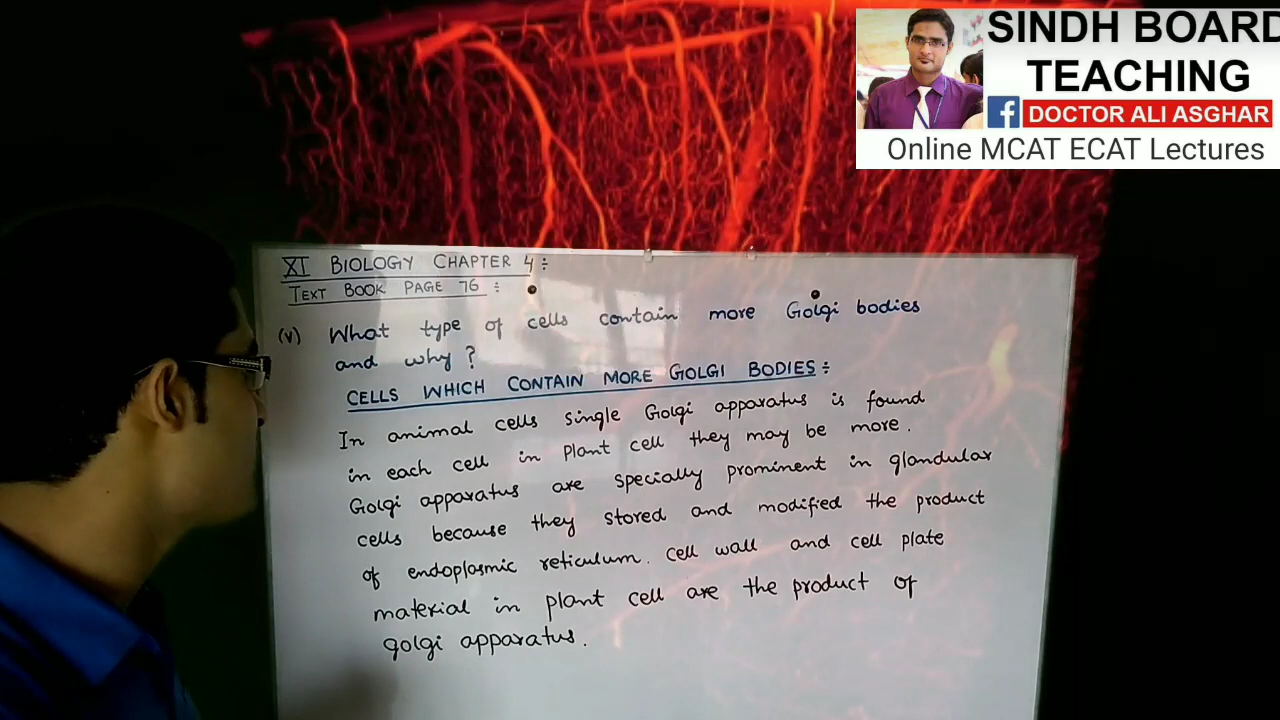 SINDH BOARD
TEACHING
f DOCTOR ALI ASGHAR
Online MCAT ECAT Lectures
XI BIOLOGY CHAPTER 4:
TEXT BOOK PAGE 76 :
(v) What type of cells contain more Golgi bodies
and why?
CELLS WHICH CONTAIN MORE GOLGI BODIES:
In animal cells single Golgi apparatus is found
in each cell in plant cell they may be more.
Golgi apparatus are specially prominent in glandular
cells because they stored and modified the product
of endoplasmic reticulum. Cell wall and cell plate
material in plant cell are the product of
golgi apparatus.